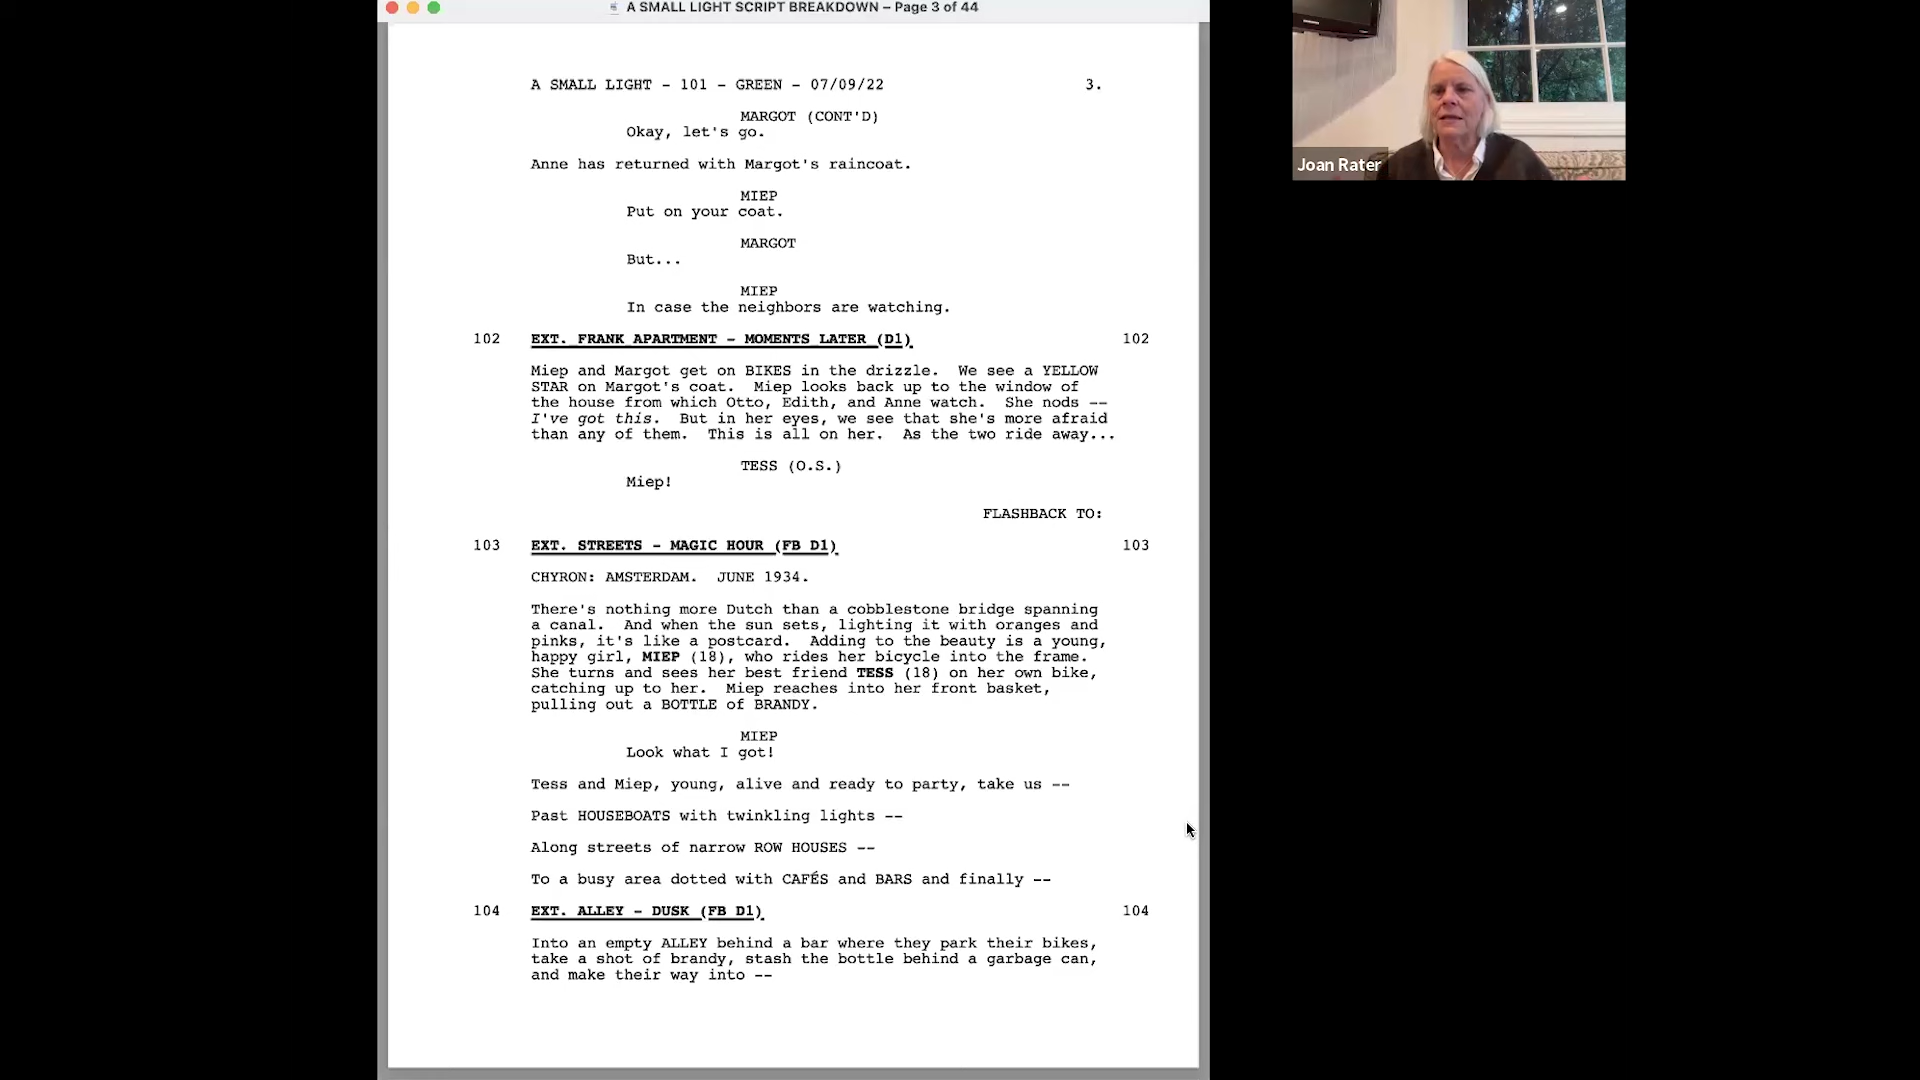 A SMALL LIGHT SCRIPT BREAKDOWN – Page 3 of 44
A SMALL LIGHT - 101 - GREEN - 07/09/22 3.
MARGOT (CONT'D)
Okay, let's go.
Anne has returned with Margot's raincoat.
MIEP
Put on your coat.
MARGOT
But...
MIEP
In case the neighbors are watching.
102 EXT. FRANK APARTMENT - MOMENTS LATER (D1) 102
Miep and Margot get on BIKES in the drizzle. We see a YELLOW
STAR on Margot's coat. Miep looks back up to the window of
the house from which Otto, Edith, and Anne watch. She nods --
I've got this. But in her eyes, we see that she's more afraid
than any of them. This is all on her. As the two ride away...
TESS (O.S.)
Miep!
FLASHBACK TO:
103 EXT. STREETS - MAGIC HOUR (FB D1) 103
CHYRON: AMSTERDAM. JUNE 1934.
There's nothing more Dutch than a cobblestone bridge spanning
a canal. And when the sun sets, lighting it with oranges and
pinks, it's like a postcard. Adding to the beauty is a young,
happy girl, MIEP (18), who rides her bicycle into the frame.
She turns and sees her best friend TESS (18) on her own bike,
catching up to her. Miep reaches into her front basket,
pulling out a BOTTLE of BRANDY.
MIEP
Look what I got!
Tess and Miep, young, alive and ready to party, take us --
Past HOUSEBOATS with twinkling lights --
Along streets of narrow ROW HOUSES --
To a busy area dotted with CAFÉS and BARS and finally --
104 EXT. ALLEY - DUSK (FB D1) 104
Into an empty ALLEY behind a bar where they park their bikes,
take a shot of brandy, stash the bottle behind a garbage can,
and make their way into --
Joan Rater